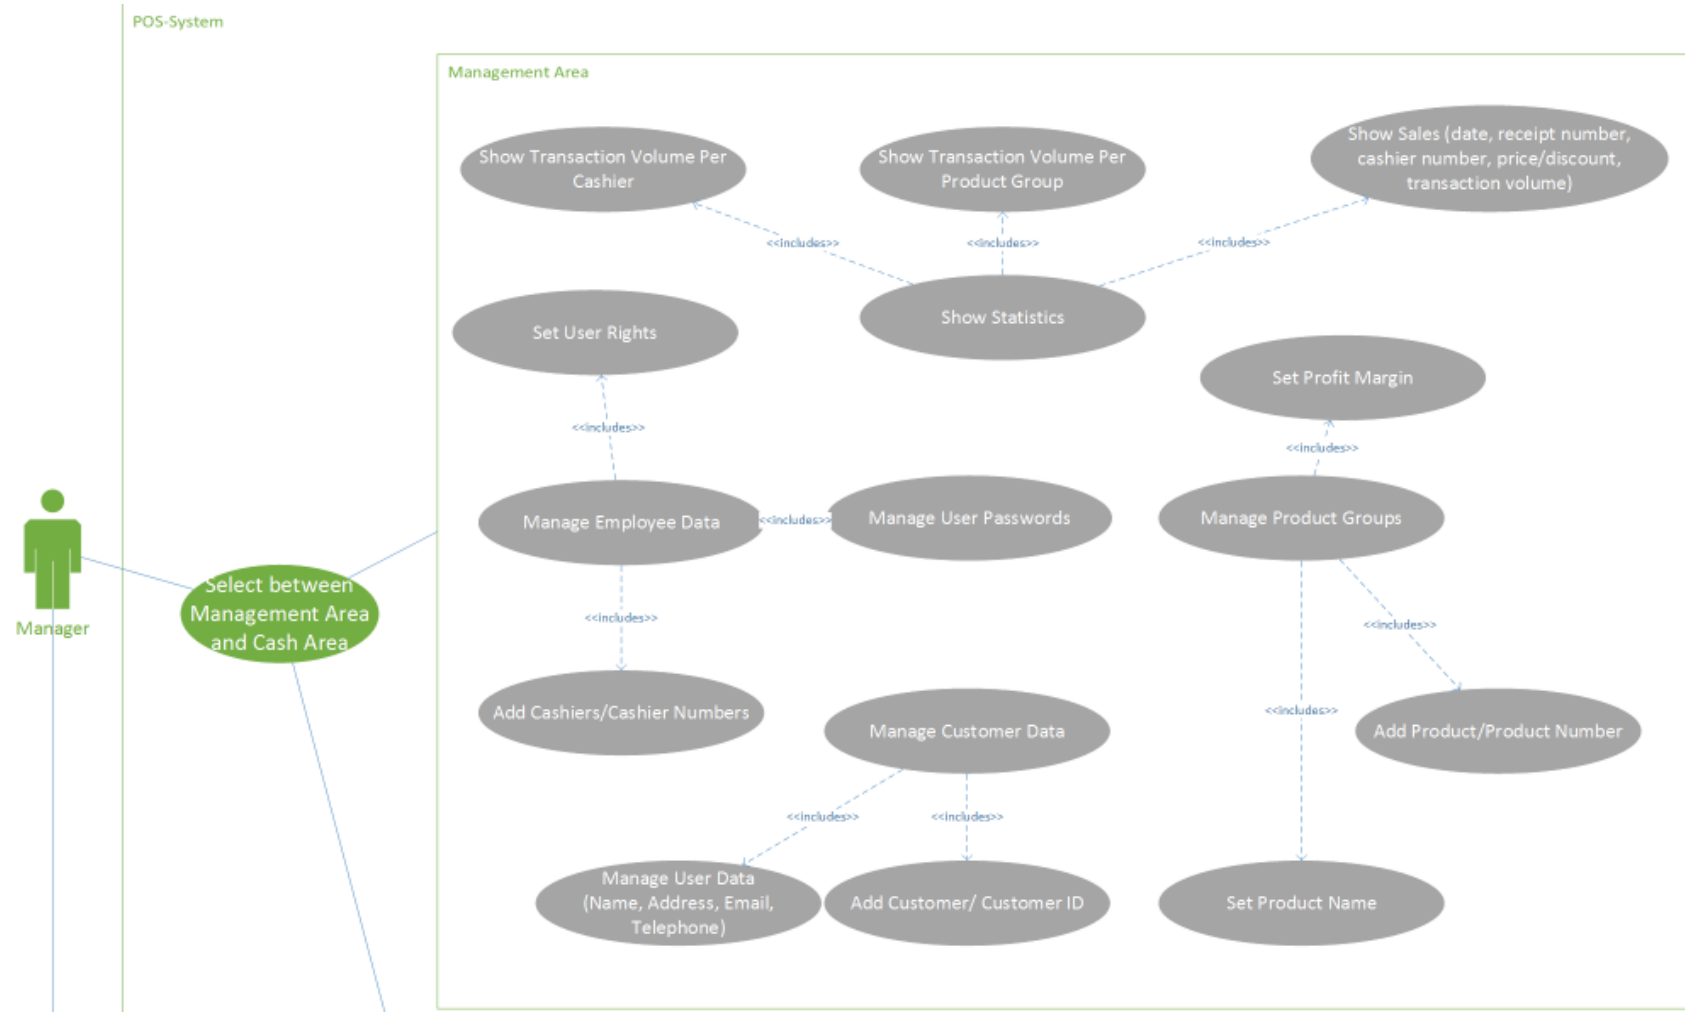 POS-System
Management Area
Show Transaction Volume Per
Cashier
Show Transaction Volume Per
Product Group
Show Sales (date, receipt number,
cashier number, price/discount,
transaction volume)
<<includes>>
<<includes>>
<<includes>>
Show Statistics
Set User Rights
Set Profit Margin
<<includes>>
<<includes>>
Manage Employee Data
<<includes>>
Manage User Passwords
Manage Product Groups
Select between
Management Area
and Cash Area
Manager
<<includes>>
<<includes>>
<<includes>>
Add Cashiers/Cashier Numbers
Manage Customer Data
Add Product/Product Number
<<includes>>
<<includes>>
Manage User Data
(Name, Address, Email,
Telephone)
Add Customer/ Customer ID
Set Product Name